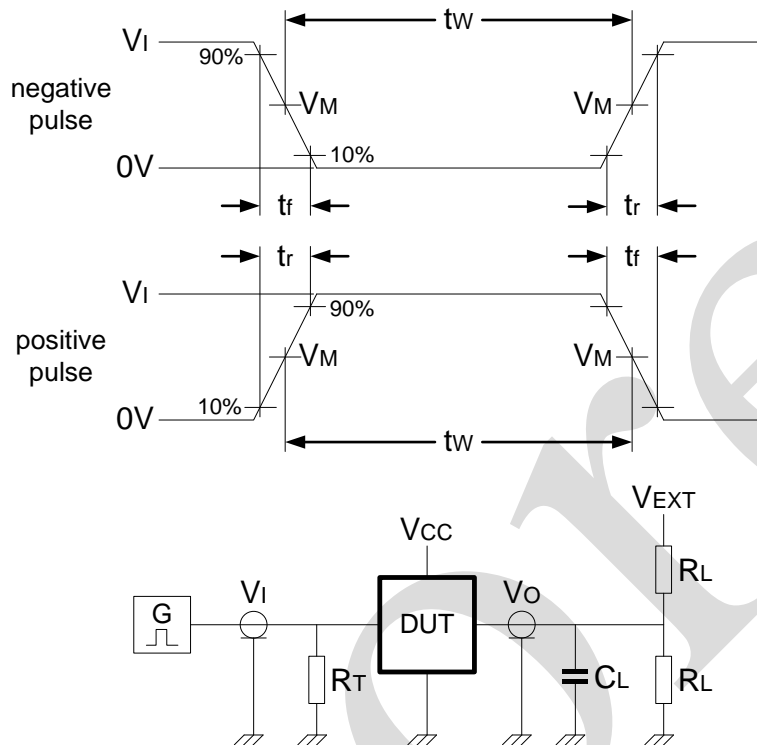 tW
VI
90%
negative
pulse
VM
VM
10%
0V
tf
tr
tr
tf
VI
90%
positive
pulse
VM
VM
10%
0V
tW
VEXT
VCC
RL
VI
VO
G
DUT
RT
CL
RL